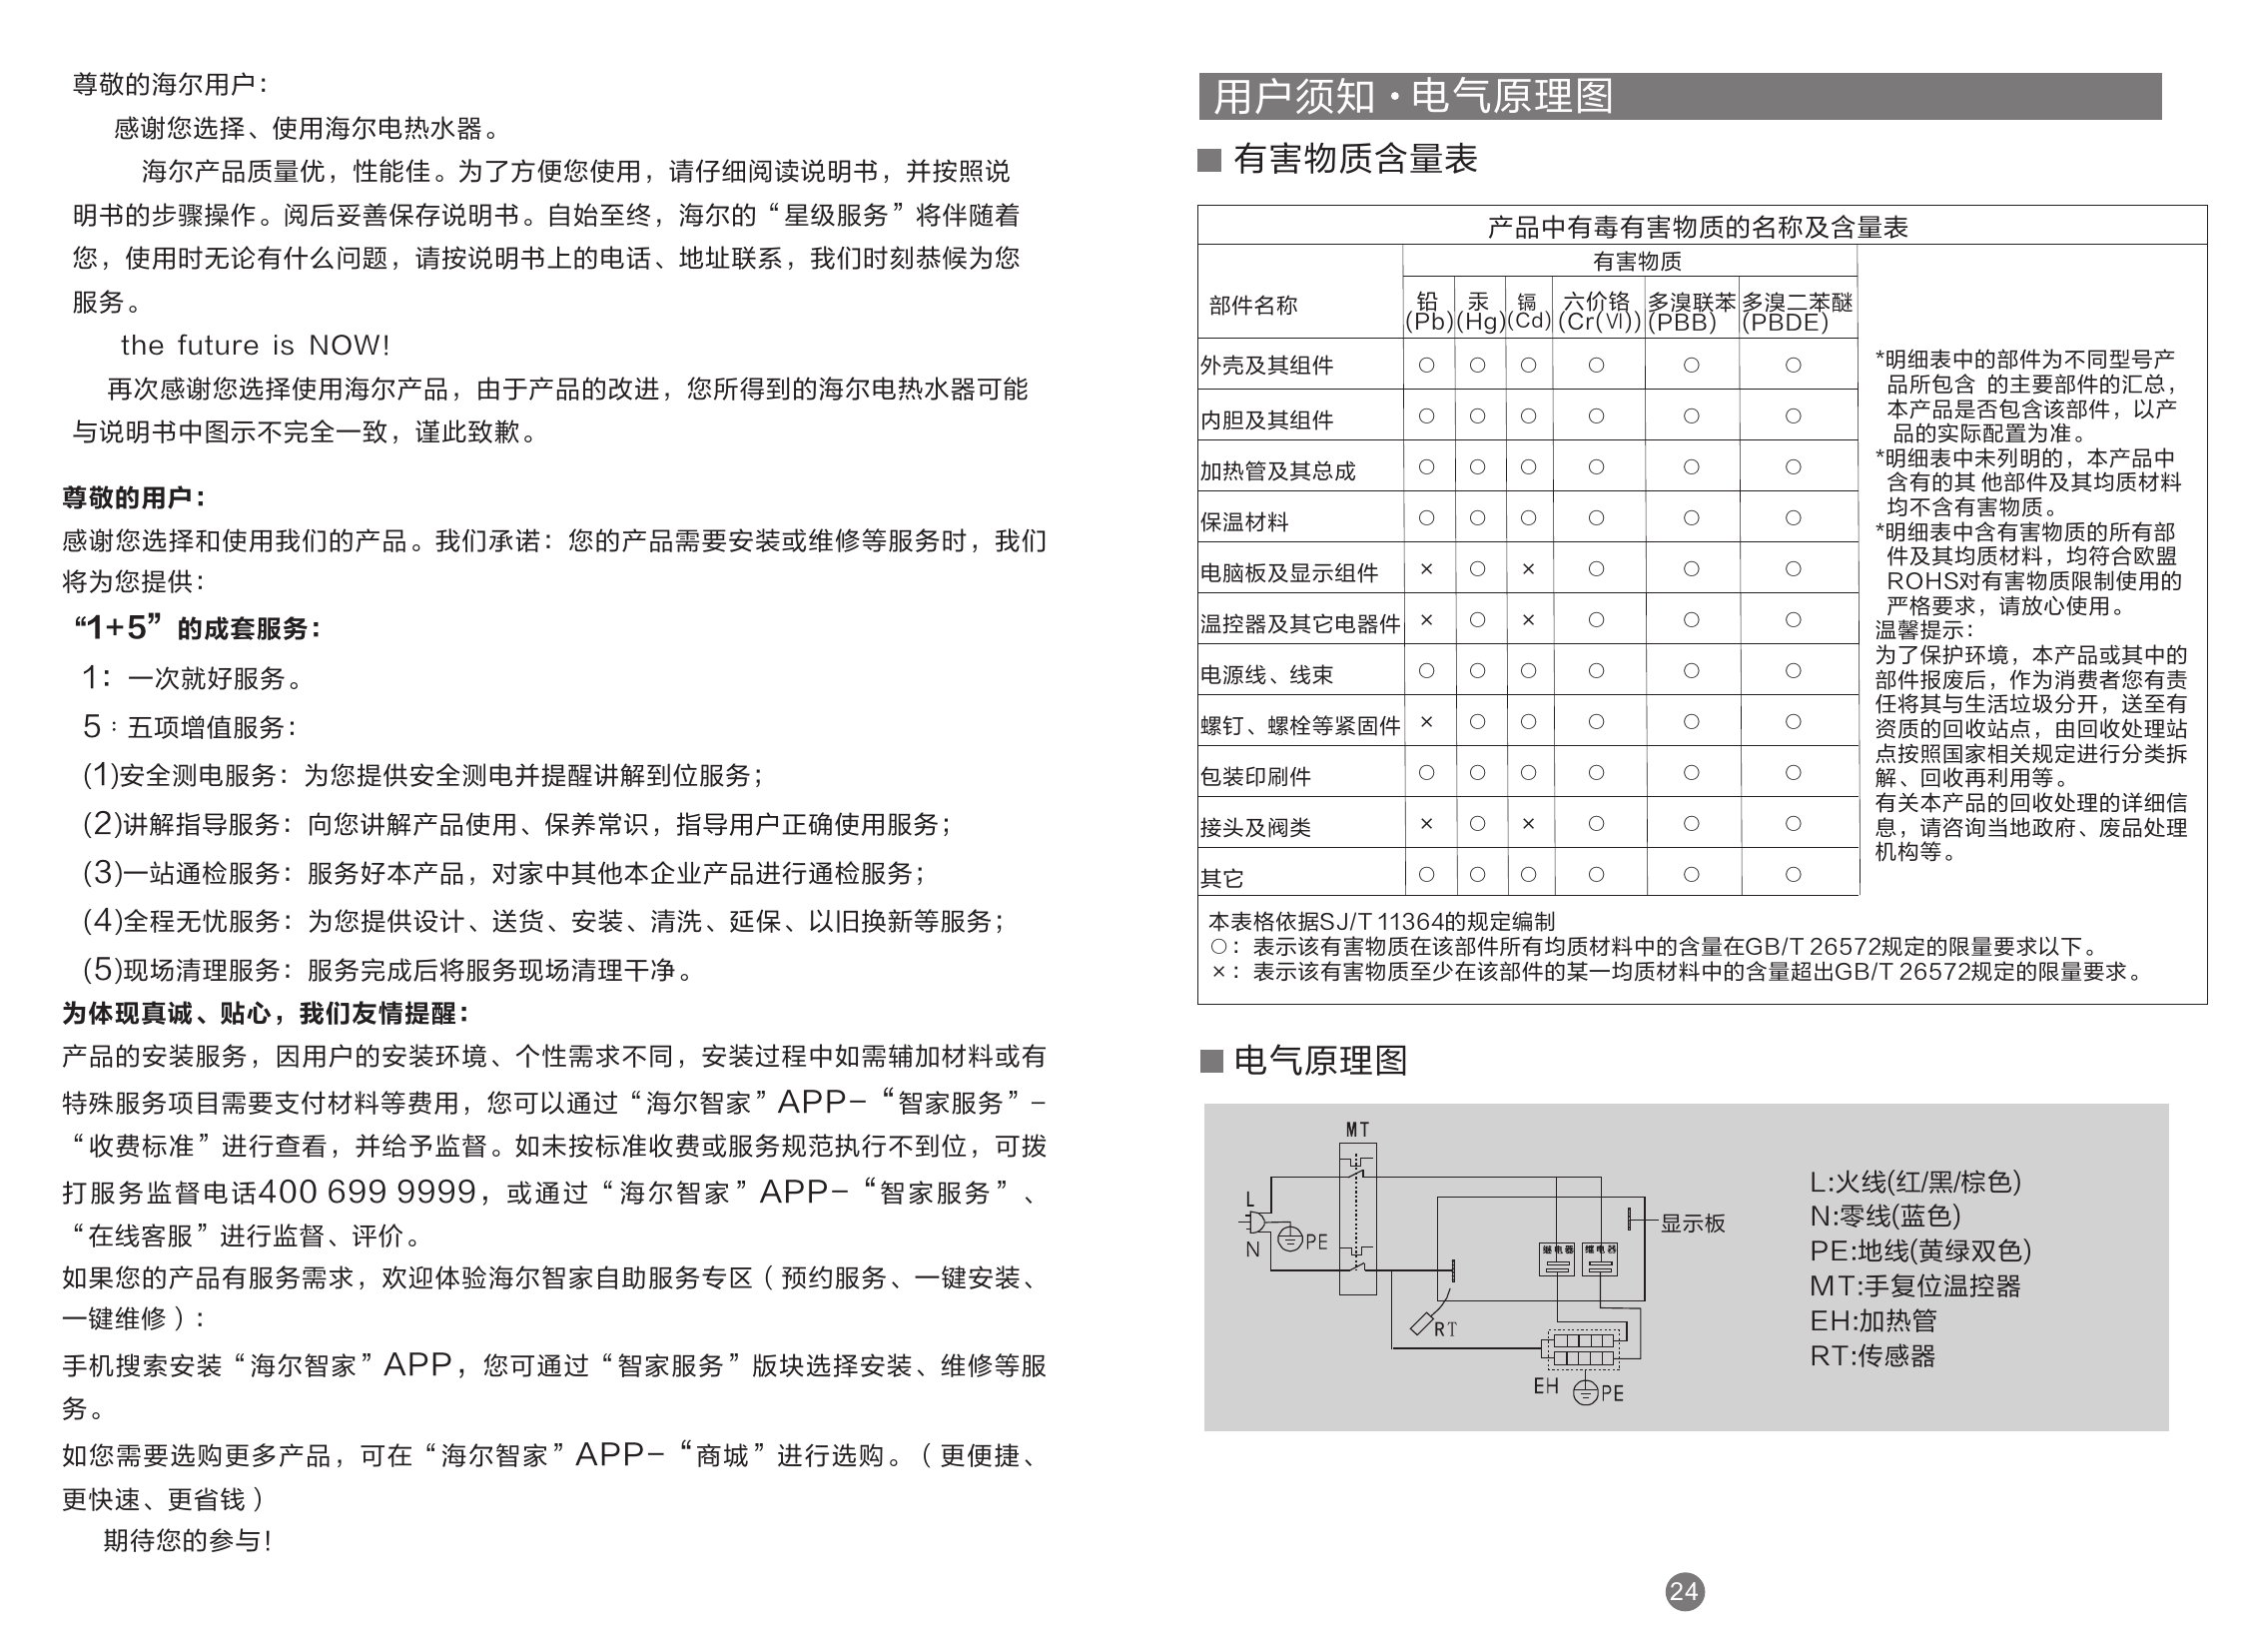 尊敬的海尔用户：
感谢您选择、使用海尔电热水器。
海尔产品质量优，性能佳。为了方便您使用，请仔细阅读说明书，并按照说
明书的步骤操作。阅后妥善保存说明书。自始至终，海尔的“星级服务”将伴随着
您，使用时无论有什么问题，请按说明书上的电话、地址联系，我们时刻恭候为您
服务。
the future is NOW!
再次感谢您选择使用海尔产品，由于产品的改进，您所得到的海尔电热水器可能
与说明书中图示不完全一致，谨此致歉。
尊敬的用户：
感谢您选择和使用我们的产品。我们承诺：您的产品需要安装或维修等服务时，我们
将为您提供：
“1+5”的成套服务：
1：一次就好服务。
5：五项增值服务：
(1)安全测电服务：为您提供安全测电并提醒讲解到位服务；
(2)讲解指导服务：向您讲解产品使用、保养常识，指导用户正确使用服务；
(3)一站通检服务：服务好本产品，对家中其他本企业产品进行通检服务；
(4)全程无忧服务：为您提供设计、送货、安装、清洗、延保、以旧换新等服务；
(5)现场清理服务：服务完成后将服务现场清理干净。
为体现真诚、贴心，我们友情提醒：
产品的安装服务，因用户的安装环境、个性需求不同，安装过程中如需辅加材料或有
特殊服务项目需要支付材料等费用，您可以通过“海尔智家”APP-“智家服务”-
“收费标准”进行查看，并给予监督。如未按标准收费或服务规范执行不到位，可拨
打服务监督电话400 699 9999，或通过“海尔智家”APP-“智家服务”、
“在线客服”进行监督、评价。
如果您的产品有服务需求，欢迎体验海尔智家自助服务专区（预约服务、一键安装、
一键维修）：
手机搜索安装“海尔智家”APP，您可通过“智家服务”版块选择安装、维修等服
务。
如您需要选购更多产品，可在“海尔智家”APP-“商城”进行选购。（更便捷、
更快速、更省钱）
期待您的参与！
用户须知·电气原理图
有害物质含量表
产品中有毒有害物质的名称及含量表
有害物质
部件名称 铅(Pb) 汞(Hg) 镉(Cd) 六价铬(Cr(Ⅵ)) 多溴联苯(PBB) 多溴二苯醚(PBDE)
外壳及其组件 ○ ○ ○ ○ ○ ○
内胆及其组件 ○ ○ ○ ○ ○ ○
加热管及其总成 ○ ○ ○ ○ ○ ○
保温材料 ○ ○ ○ ○ ○ ○
电脑板及显示组件 × ○ × ○ ○ ○
温控器及其它电器件 × ○ × ○ ○ ○
电源线、线束 ○ ○ ○ ○ ○ ○
螺钉、螺栓等紧固件 × ○ ○ ○ ○ ○
包装印刷件 ○ ○ ○ ○ ○ ○
接头及阀类 × ○ × ○ ○ ○
其它 ○ ○ ○ ○ ○ ○
*明细表中的部件为不同型号产
品所包含 的主要部件的汇总，
本产品是否包含该部件，以产
品的实际配置为准。
*明细表中未列明的，本产品中
含有的其 他部件及其均质材料
均不含有害物质。
*明细表中含有害物质的所有部
件及其均质材料，均符合欧盟
ROHS对有害物质限制使用的
严格要求，请放心使用。
温馨提示：
为了保护环境，本产品或其中的
部件报废后，作为消费者您有责
任将其与生活垃圾分开，送至有
资质的回收站点，由回收处理站
点按照国家相关规定进行分类拆
解、回收再利用等。
有关本产品的回收处理的详细信
息，请咨询当地政府、废品处理
机构等。
本表格依据SJ/T 11364的规定编制
○：表示该有害物质在该部件所有均质材料中的含量在GB/T 26572规定的限量要求以下。
×：表示该有害物质至少在该部件的某一均质材料中的含量超出GB/T 26572规定的限量要求。
电气原理图
MT
L
N
PE
显示板
继电器 继电器
RT
EH
PE
L:火线(红/黑/棕色)
N:零线(蓝色)
PE:地线(黄绿双色)
MT:手复位温控器
EH:加热管
RT:传感器
24